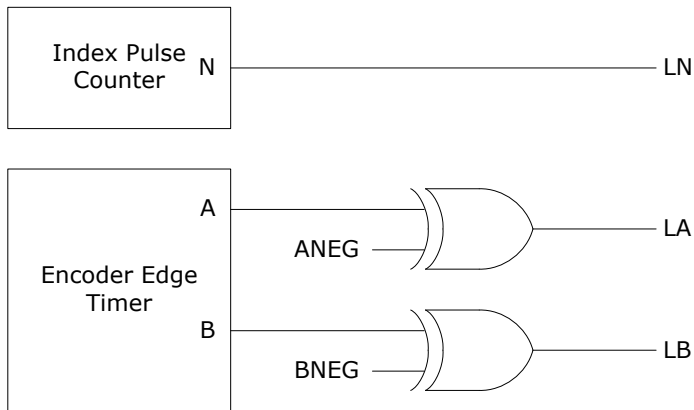 Index Pulse
Counter
N
LN
A
ANEG
LA
Encoder Edge
Timer
B
BNEG
LB